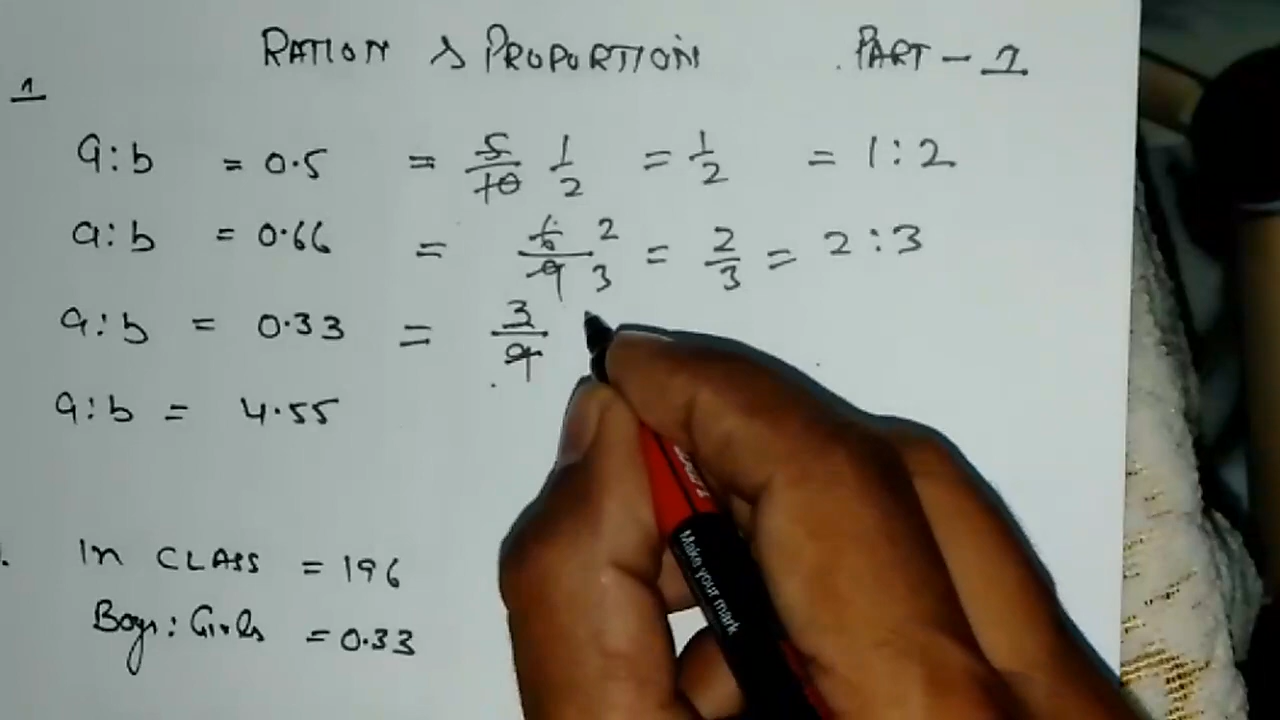 RATION & PROPORTION PART - 1
1
a:b = 0.5 = 5/10 1/2 = 1/2 = 1:2
a:b = 0.66 = 6/9 2/3 = 2/3 = 2:3
a:b = 0.33 = 3/9
a:b = 4.55
In CLASS = 196
Boys: Girls = 0.33
Make your mark